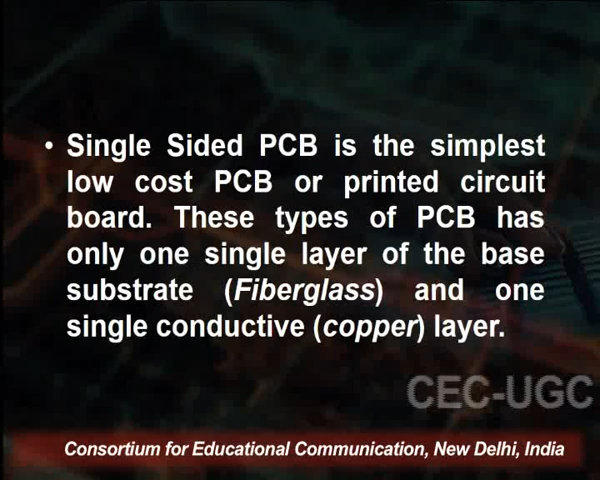 • Single Sided PCB is the simplest
low cost PCB or printed circuit
board. These types of PCB has
only one single layer of the base
substrate (Fiberglass) and one
single conductive (copper) layer.
CEC-UGC
Consortium for Educational Communication, New Delhi, India